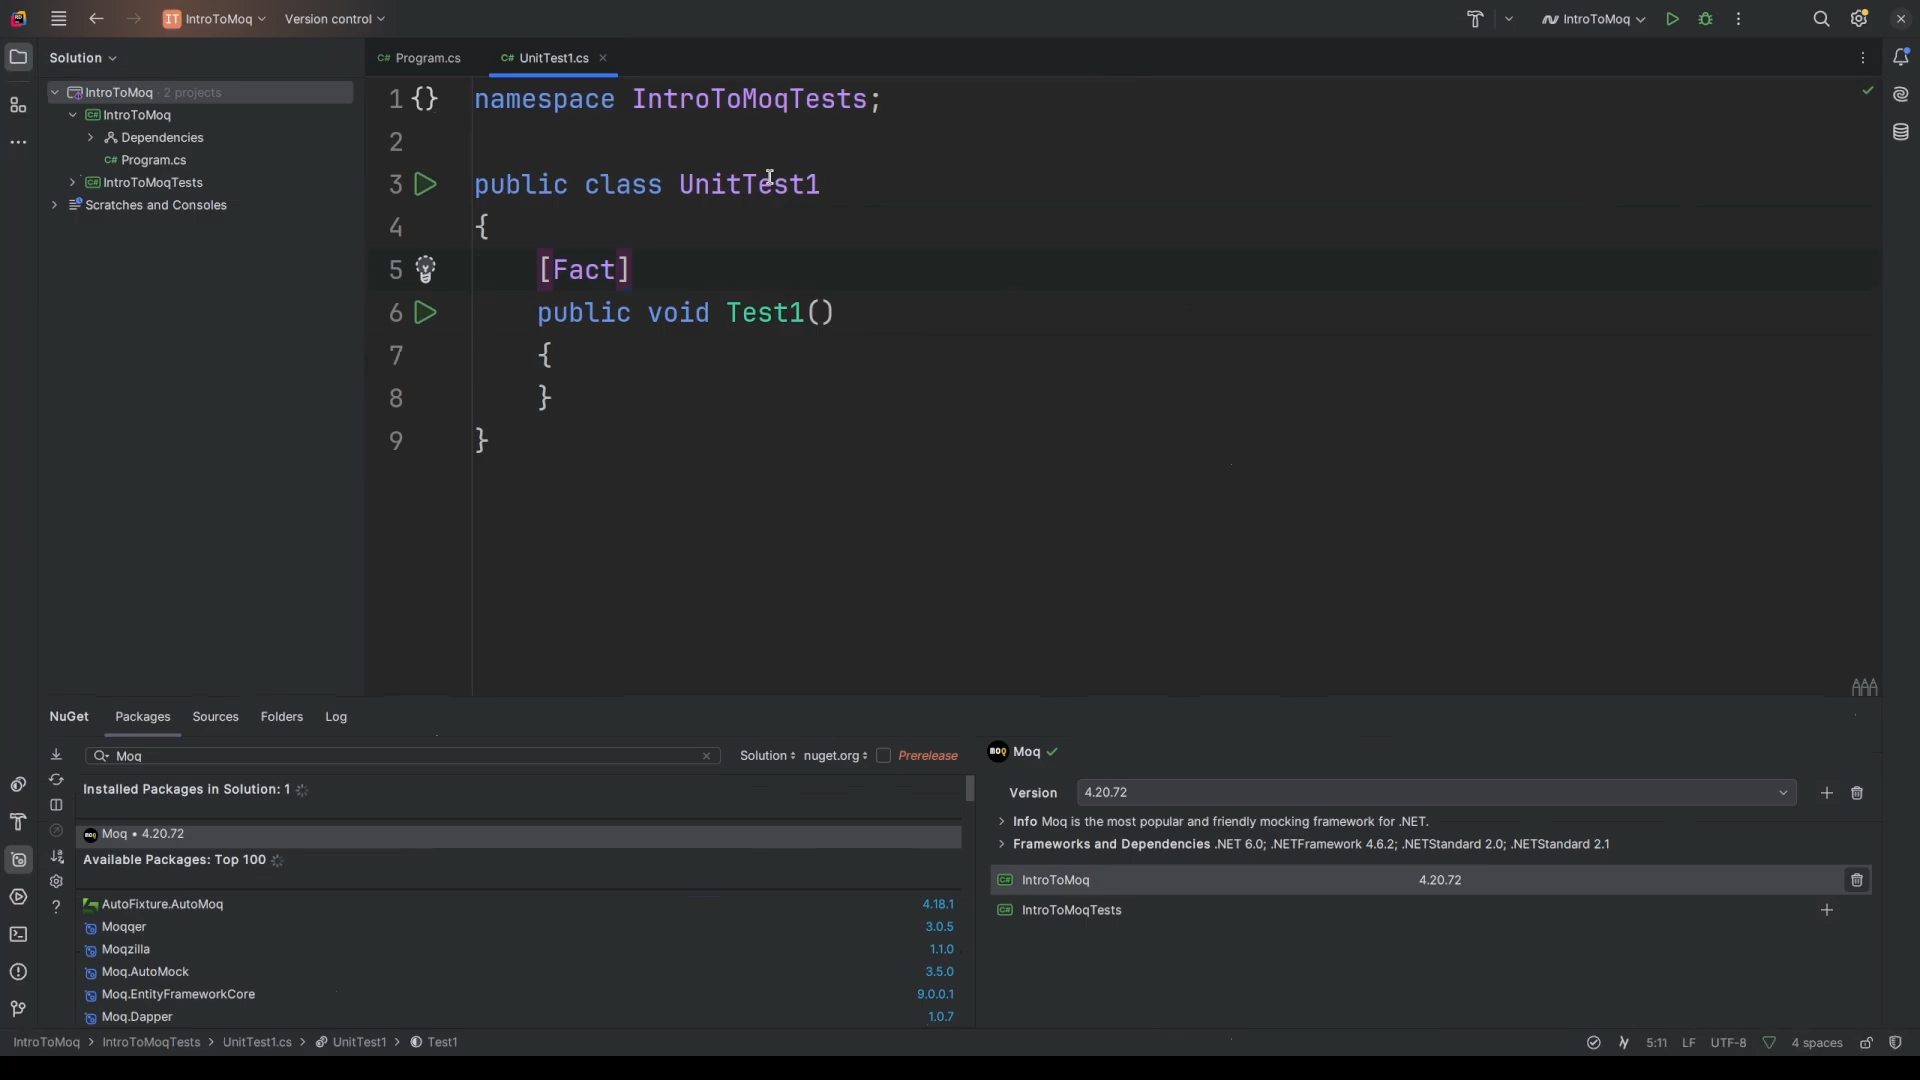 IT IntroToMoq Version control IntroToMoq
Solution
Program.cs UnitTest1.cs
IntroToMoq · 2 projects
IntroToMoq
Dependencies
C# Program.cs
IntroToMoqTests
Scratches and Consoles
1 {} namespace IntroToMoqTests;
2
3 public class UnitTest1
4 {
5 [Fact]
6 public void Test1()
7 {
8 }
9 }
NuGet Packages Sources Folders Log
Moq Solution nuget.org Prerelease
Installed Packages in Solution: 1
Moq • 4.20.72
Available Packages: Top 100
AutoFixture.AutoMoq 4.18.1
Moqqer 3.0.5
Moqzilla 1.1.0
Moq.AutoMock 3.5.0
Moq.EntityFrameworkCore 9.0.0.1
Moq.Dapper 1.0.7
Moq
Version 4.20.72
Info Moq is the most popular and friendly mocking framework for .NET.
Frameworks and Dependencies .NET 6.0; .NETFramework 4.6.2; .NETStandard 2.0; .NETStandard 2.1
IntroToMoq 4.20.72
IntroToMoqTests
IntroToMoq > IntroToMoqTests > UnitTest1.cs > UnitTest1 > Test1
5:11 LF UTF-8 4 spaces